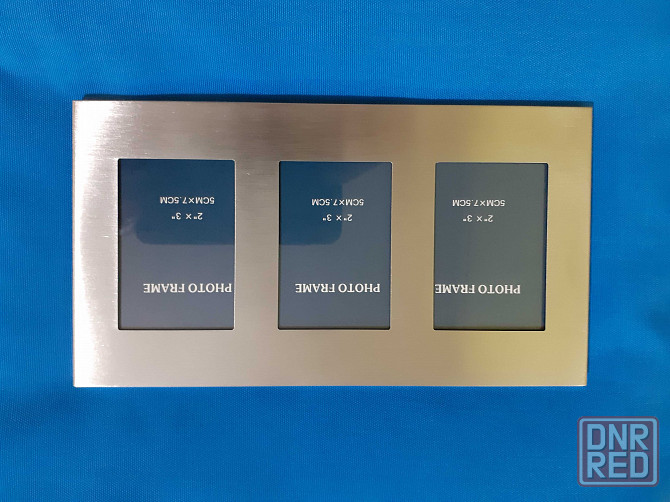 PHOTO FRAME
2" × 3"
5CM×7.5CM
PHOTO FRAME
2" × 3"
5CM×7.5CM
PHOTO FRAME
2" × 3"
5CM×7.5CM
DNR
RED